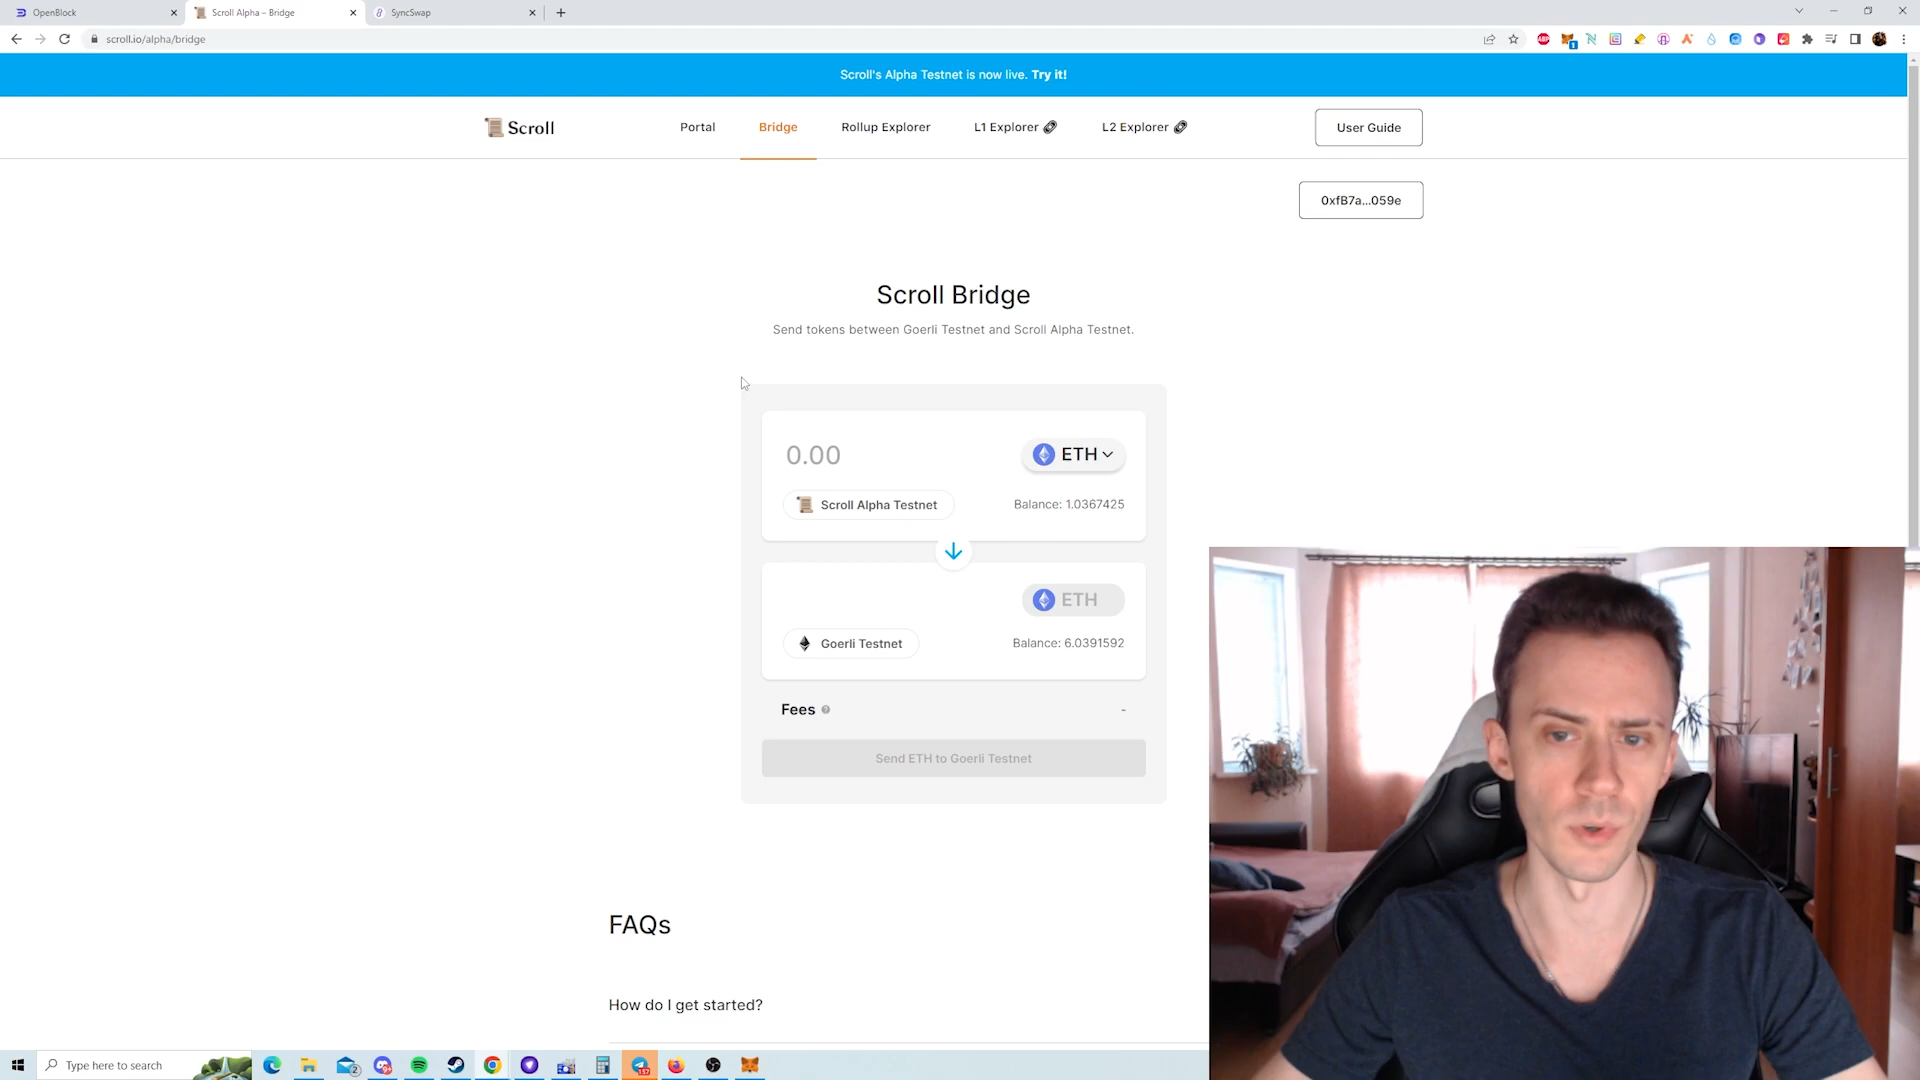 OpenBlock
Scroll Alpha – Bridge
SyncSwap
scroll.io/alpha/bridge
Scroll's Alpha Testnet is now live. Try it!
Scroll
Portal
Bridge
Rollup Explorer
L1 Explorer
L2 Explorer
User Guide
0xfB7a...059e
Scroll Bridge
Send tokens between Goerli Testnet and Scroll Alpha Testnet.
0.00
ETH
Scroll Alpha Testnet
Balance: 1.0367425
ETH
Goerli Testnet
Balance: 6.0391592
Fees
-
Send ETH to Goerli Testnet
FAQs
How do I get started?
Type here to search